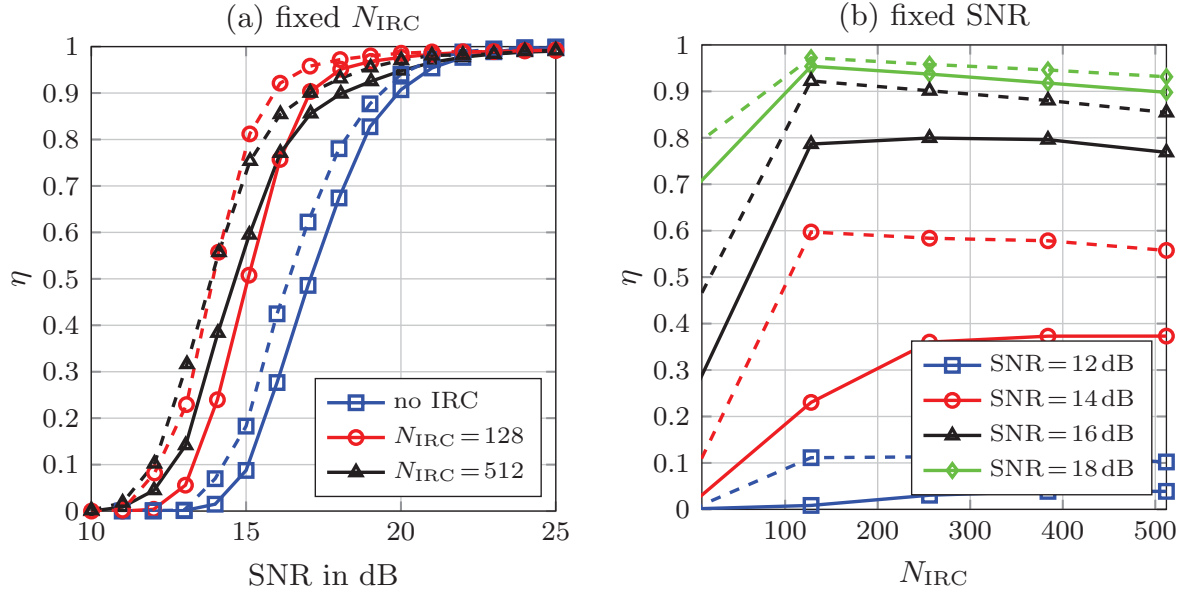 (a) fixed N_IRC
1
0.9
0.8
0.7
0.6
0.5
0.4
0.3
0.2
0.1
0
η
10
15
20
25
SNR in dB
no IRC
N_IRC = 128
N_IRC = 512
(b) fixed SNR
1
0.9
0.8
0.7
0.6
0.5
0.4
0.3
0.2
0.1
0
η
100
200
300
400
500
N_IRC
SNR = 12 dB
SNR = 14 dB
SNR = 16 dB
SNR = 18 dB